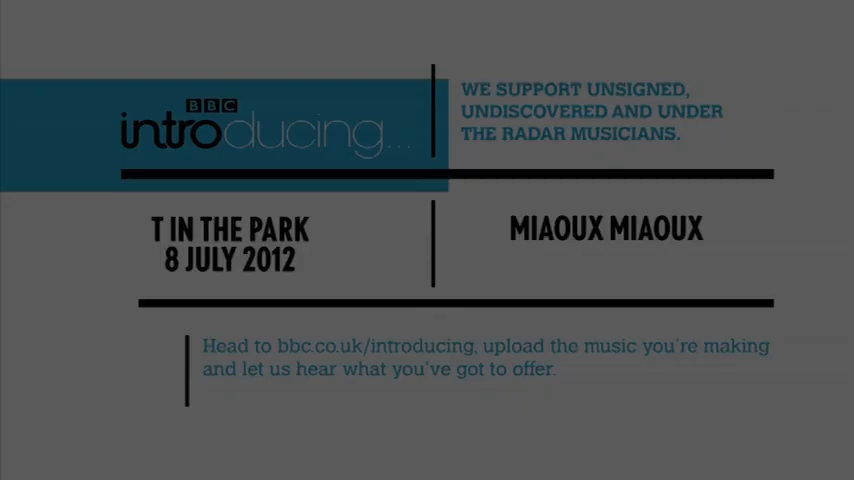 BBC
introducing...
WE SUPPORT UNSIGNED,
UNDISCOVERED AND UNDER
THE RADAR MUSICIANS.
T IN THE PARK
8 JULY 2012
MIAOUX MIAOUX
Head to bbc.co.uk/introducing, upload the music you're making
and let us hear what you've got to offer.